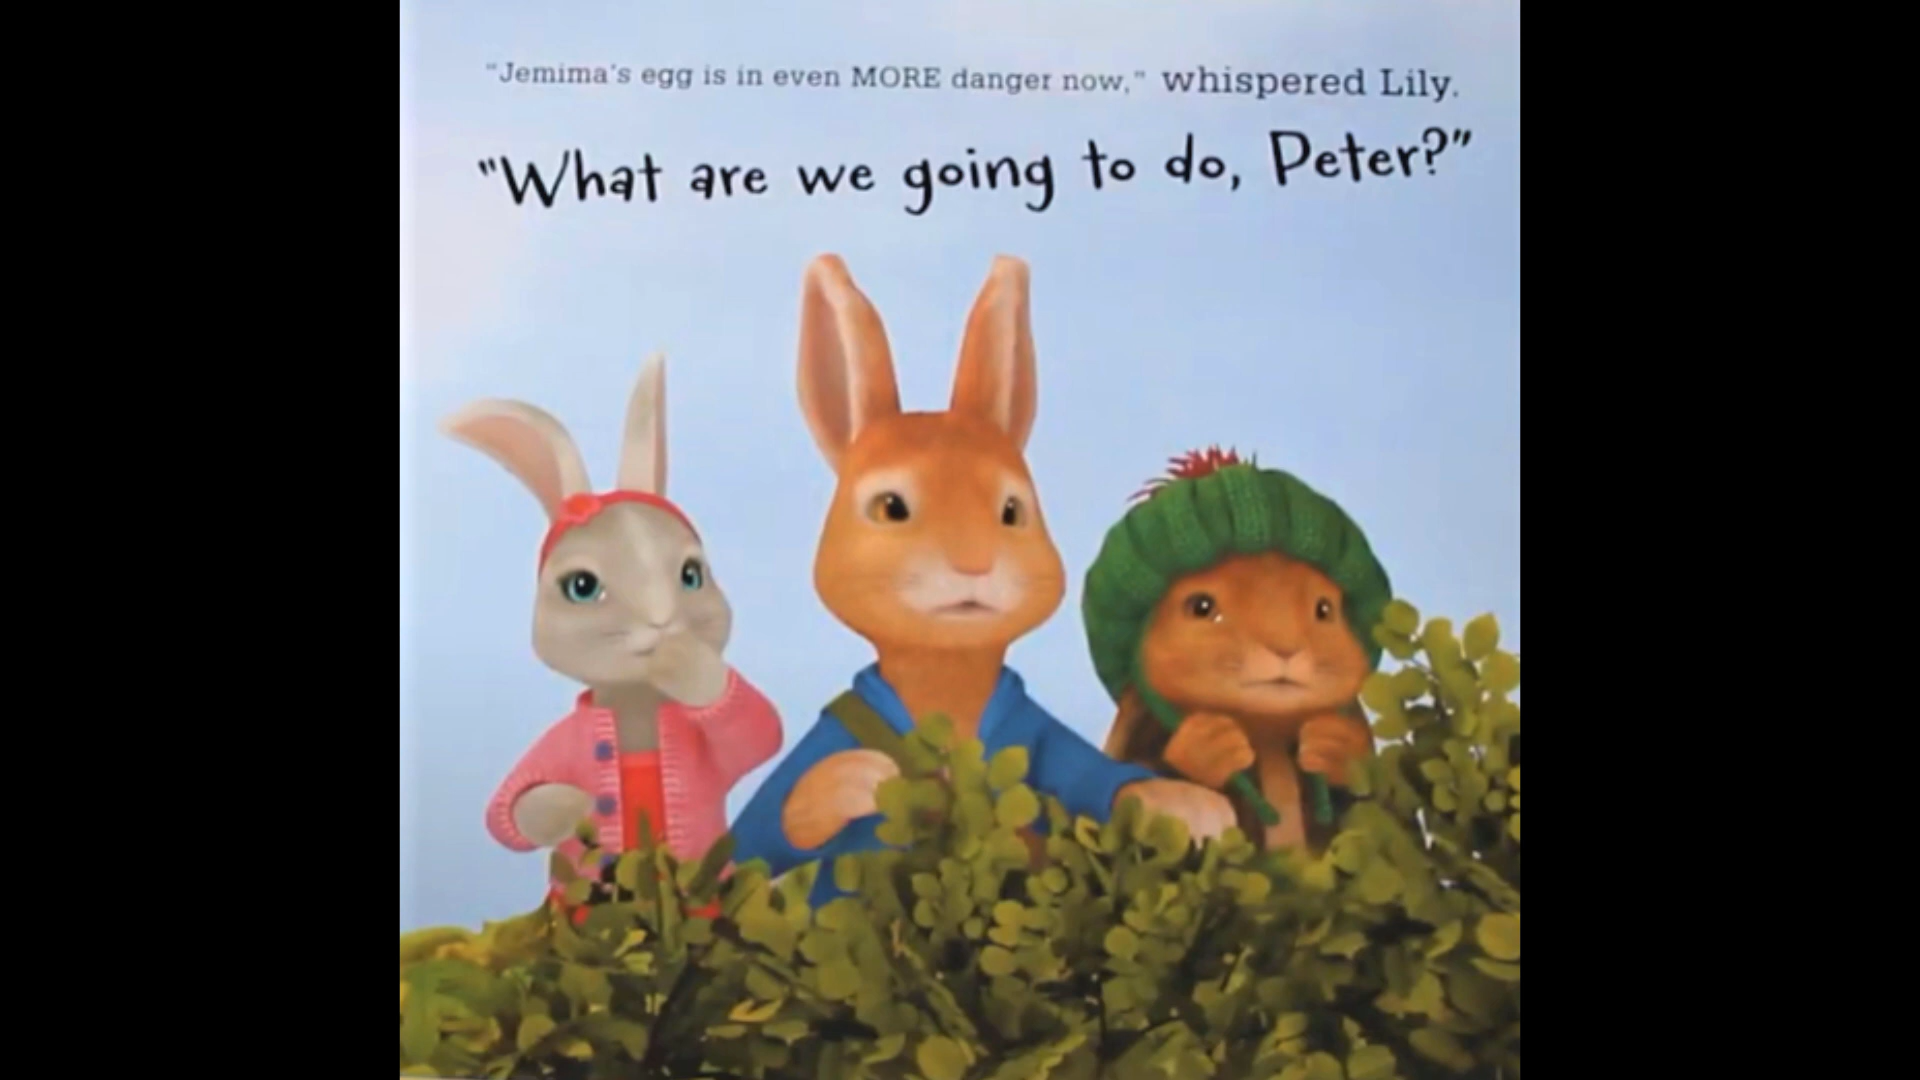 "Jemima's egg is in even MORE danger now," whispered Lily.
"What are we going to do, Peter?"